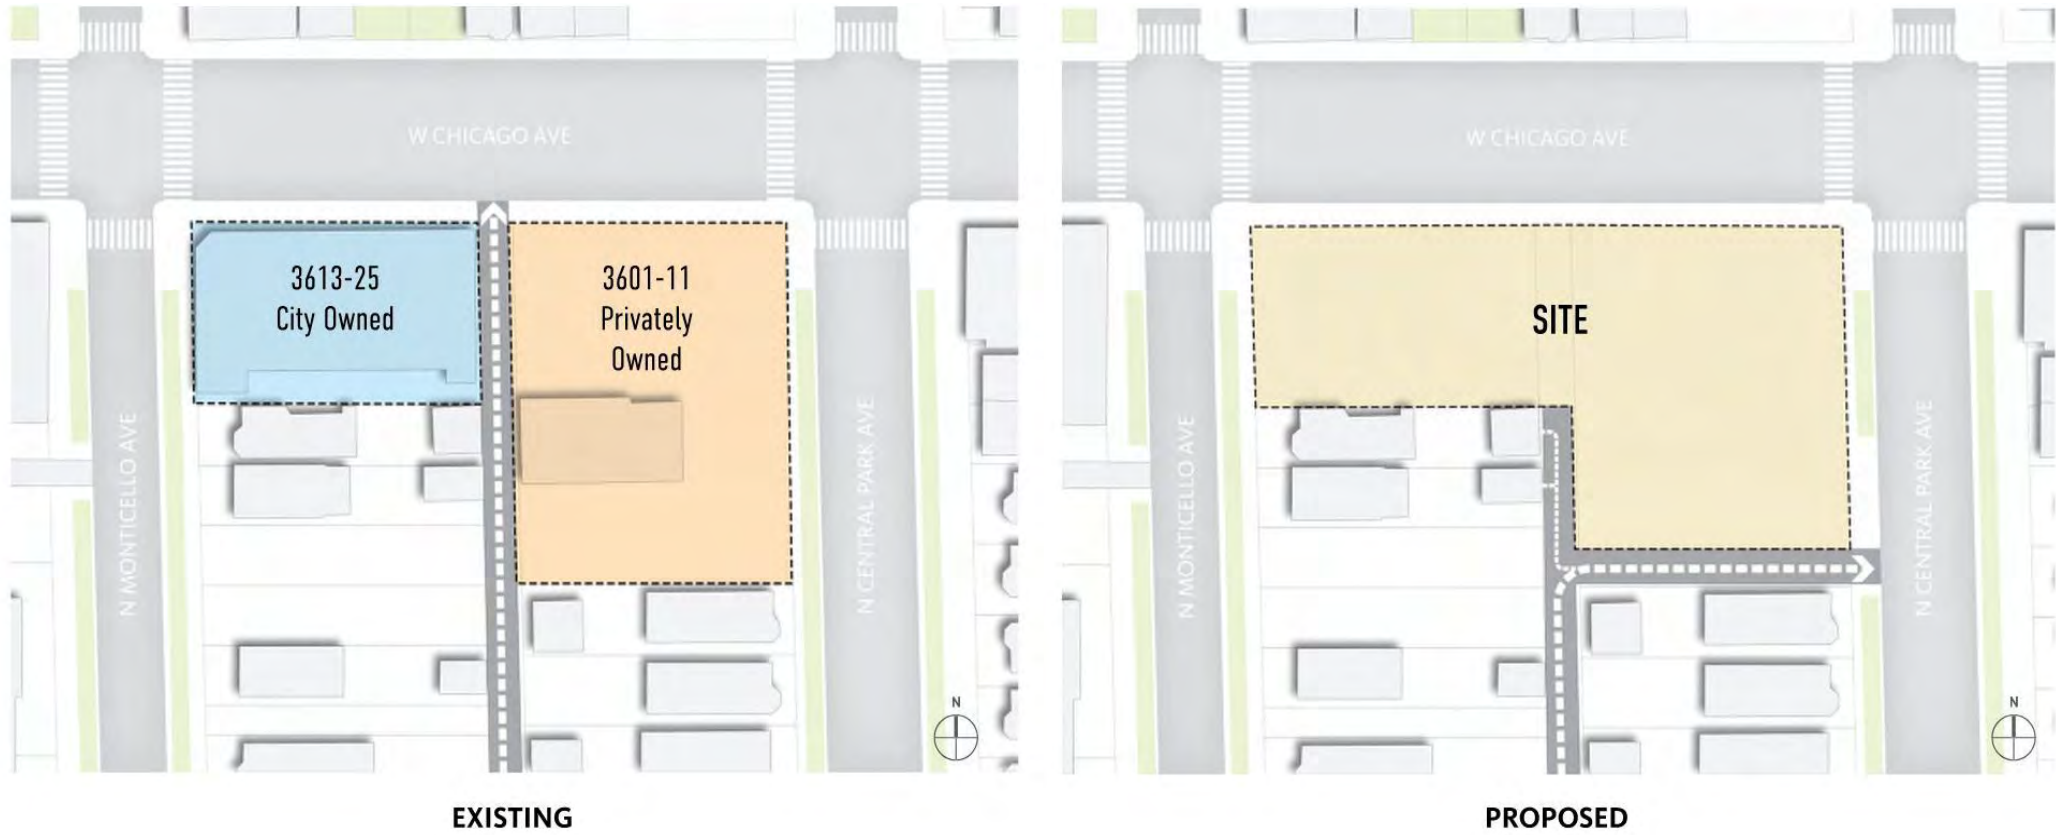 W CHICAGO AVE
3613-25
City Owned
3601-11
Privately
Owned
N MONTICELLO AVE
N CENTRAL PARK AVE
N
EXISTING
W CHICAGO AVE
SITE
N MONTICELLO AVE
N CENTRAL PARK AVE
N
PROPOSED